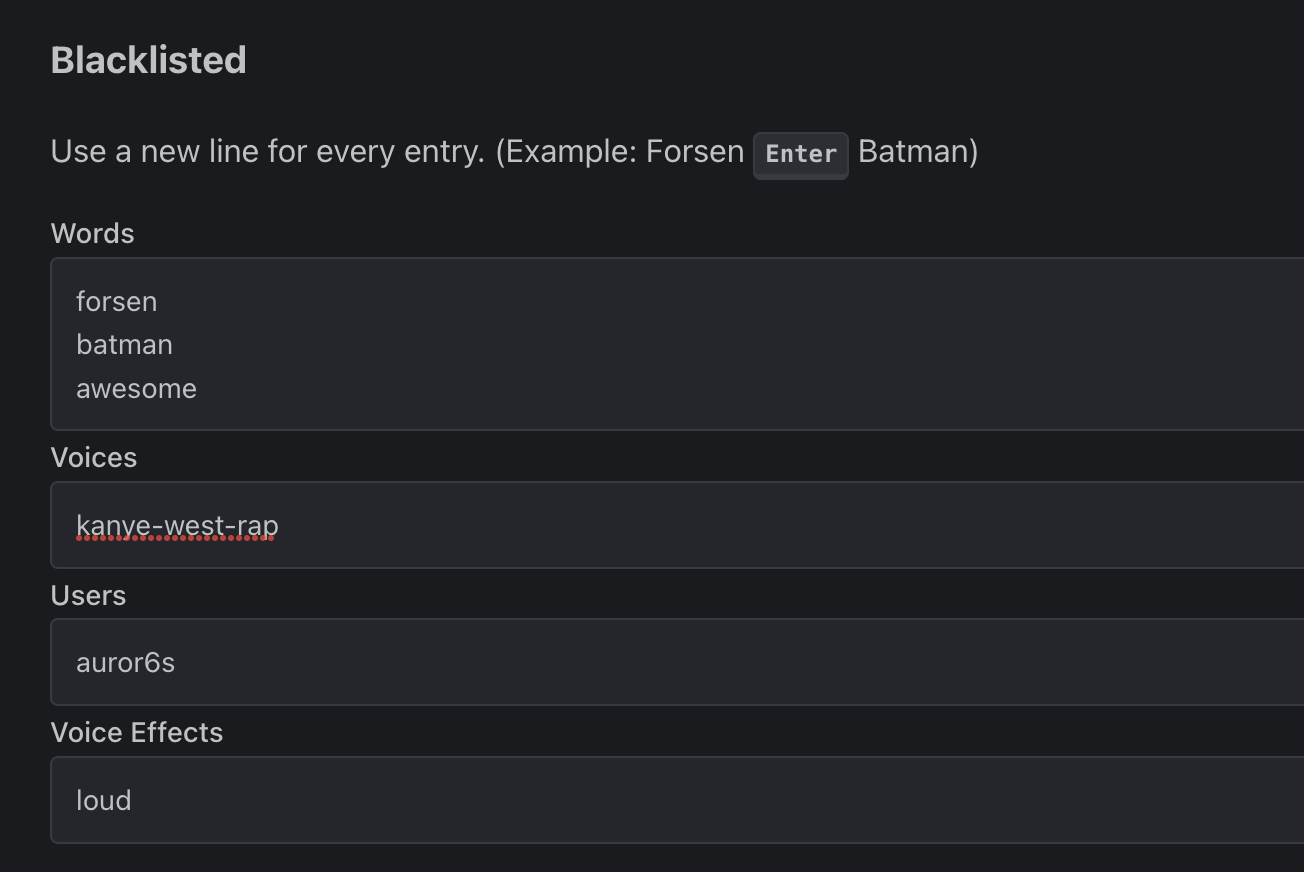 Blacklisted
Use a new line for every entry. (Example: Forsen Enter Batman)
Words
forsen
batman
awesome
Voices
kanye-west-rap
Users
auror6s
Voice Effects
loud